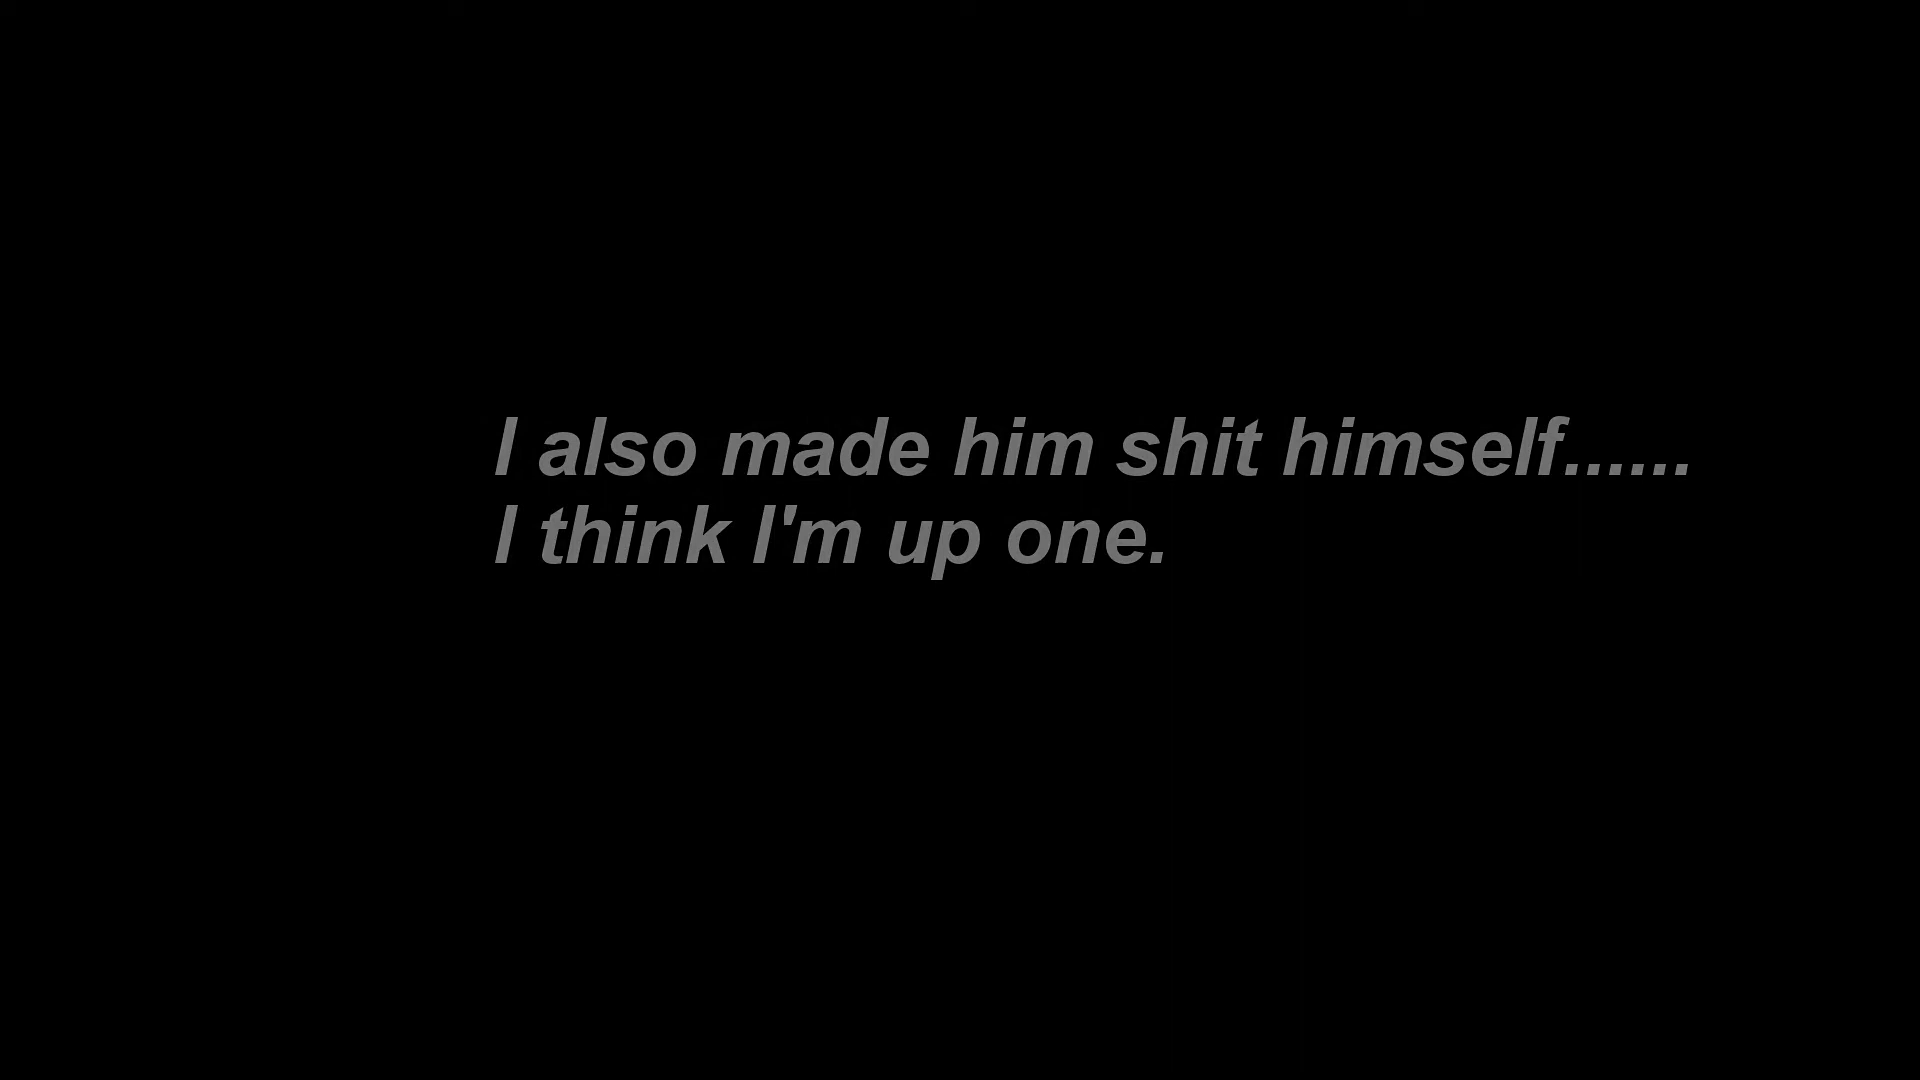 I also made him shit himself......
I think I'm up one.